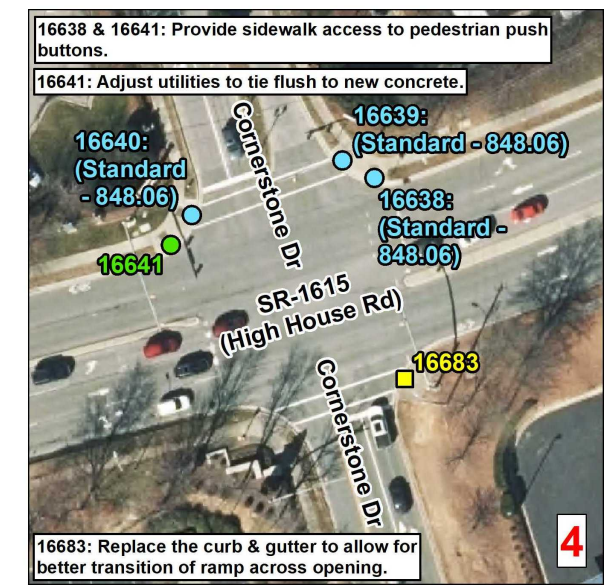 16638 & 16641: Provide sidewalk access to pedestrian push
buttons.
16641: Adjust utilities to tie flush to new concrete.
Cornerstone Dr
16639:
(Standard - 848.06)
16640:
(Standard
- 848.06)
16638:
(Standard -
848.06)
16641
SR-1615
(High House Rd)
16683
Cornerstone Dr
16683: Replace the curb & gutter to allow for
better transition of ramp across opening.
4